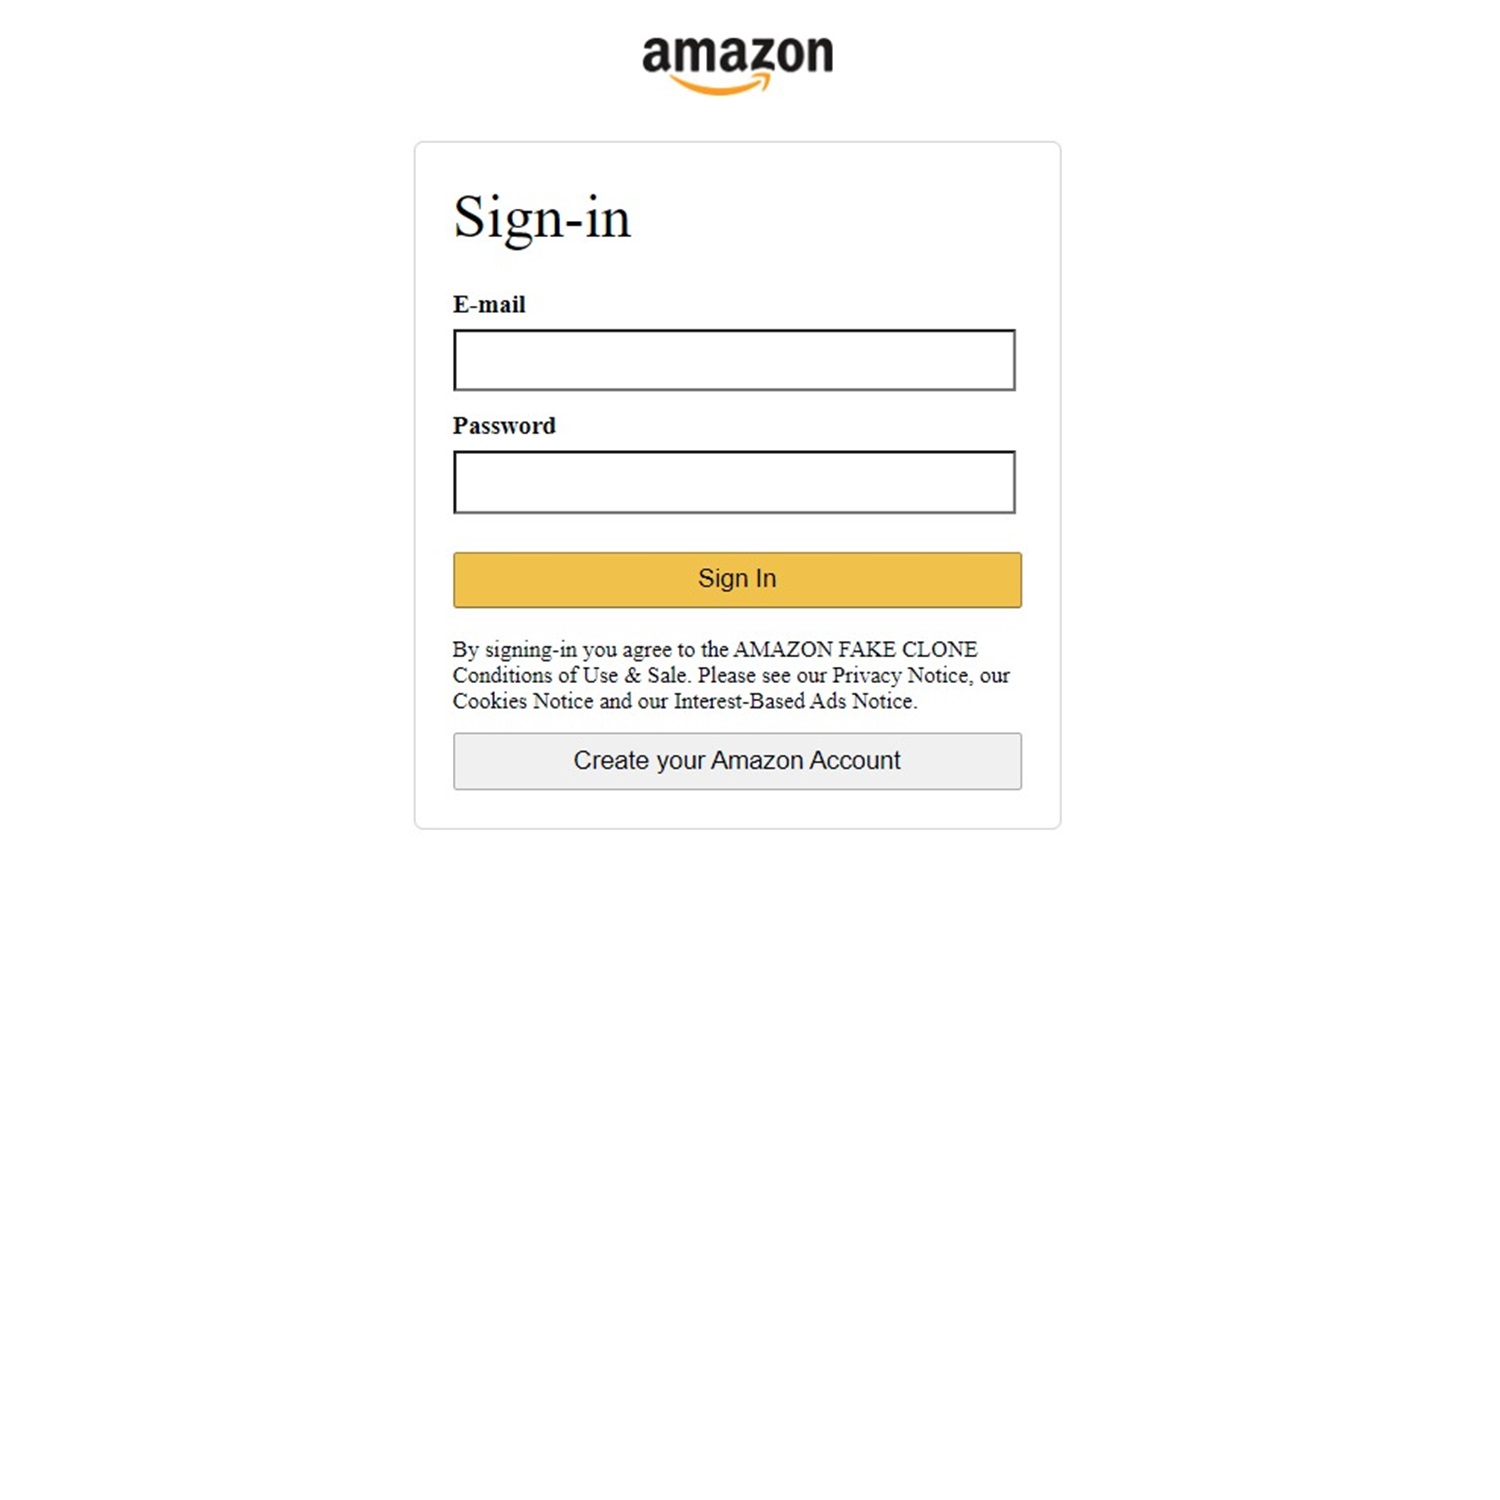 amazon
Sign-in
E-mail
Password
Sign In
By signing-in you agree to the AMAZON FAKE CLONE
Conditions of Use & Sale. Please see our Privacy Notice, our
Cookies Notice and our Interest-Based Ads Notice.
Create your Amazon Account